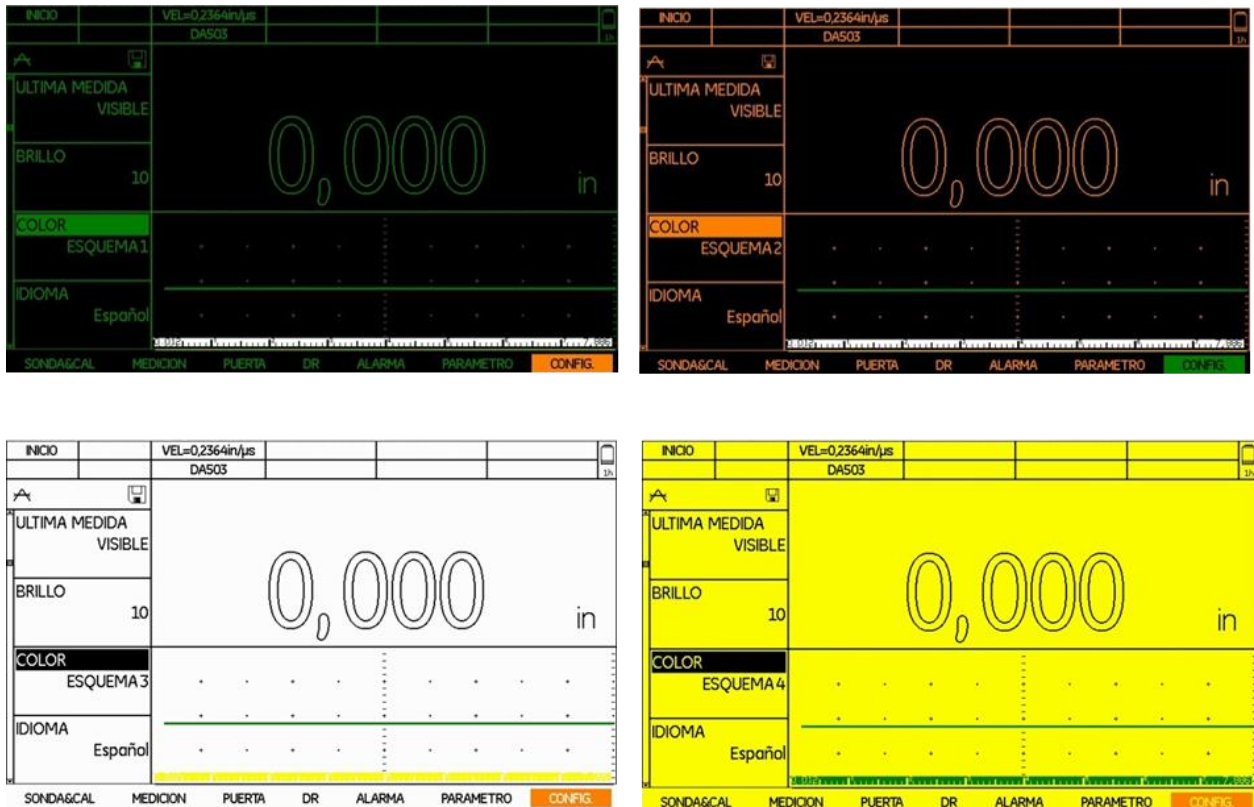 INICIO VEL=0,2364in/µs
DA503 1h
ULTIMA MEDIDA
VISIBLE
BRILLO
10
0,000 in
COLOR
ESQUEMA1
IDIOMA
Español
SONDA&CAL MEDICION PUERTA DR ALARMA PARAMETRO CONFIG.
INICIO VEL=0,2364in/µs
DA503 1h
ULTIMA MEDIDA
VISIBLE
BRILLO
10
0,000 in
COLOR
ESQUEMA2
IDIOMA
Español
SONDA&CAL MEDICION PUERTA DR ALARMA PARAMETRO CONFIG.
INICIO VEL=0,2364in/µs
DA503 1h
ULTIMA MEDIDA
VISIBLE
BRILLO
10
0,000 in
COLOR
ESQUEMA3
IDIOMA
Español
SONDA&CAL MEDICION PUERTA DR ALARMA PARAMETRO CONFIG.
INICIO VEL=0,2364in/µs
DA503 1h
ULTIMA MEDIDA
VISIBLE
BRILLO
10
0,000 in
COLOR
ESQUEMA4
IDIOMA
Español
SONDA&CAL MEDICION PUERTA DR ALARMA PARAMETRO CONFIG.